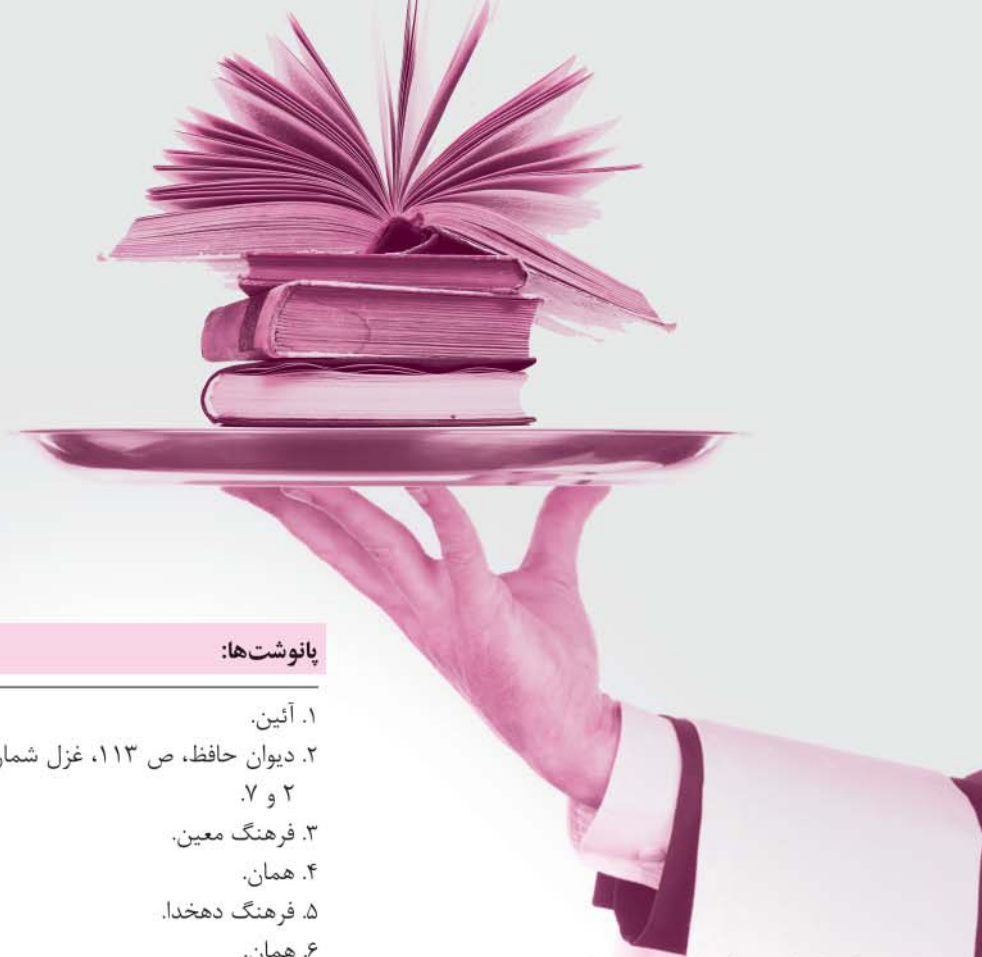 پانوشت‌ها:
۱. آئین.
۲. دیوان حافظ، ص ۱۱۳، غزل
۲ و ۷.
۳. فرهنگ معین.
۴. همان.
۵. فرهنگ دهخدا.
۶. همان.